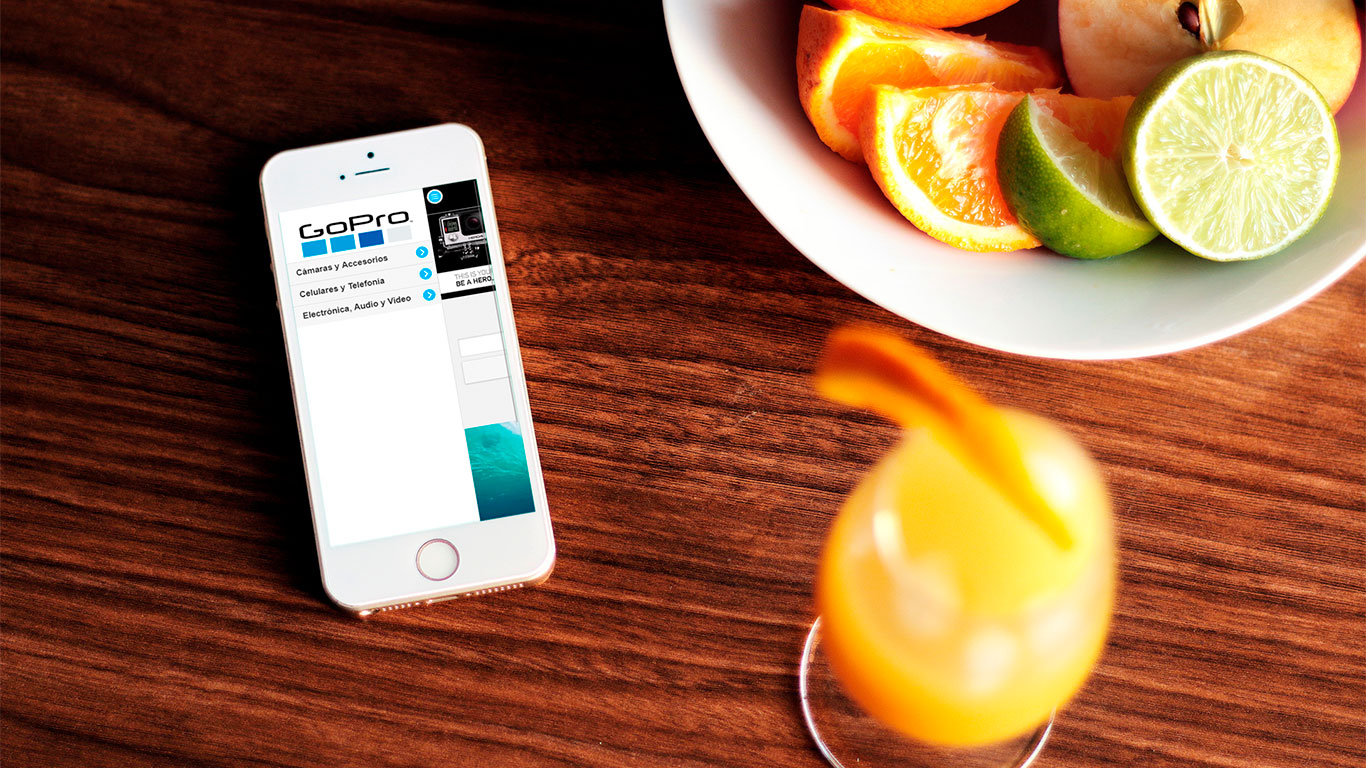 GoPro
Cámaras y Accesorios
Celulares y Telefonía
Electrónica, Audio y Video
THIS IS YOU
BE A HERO.